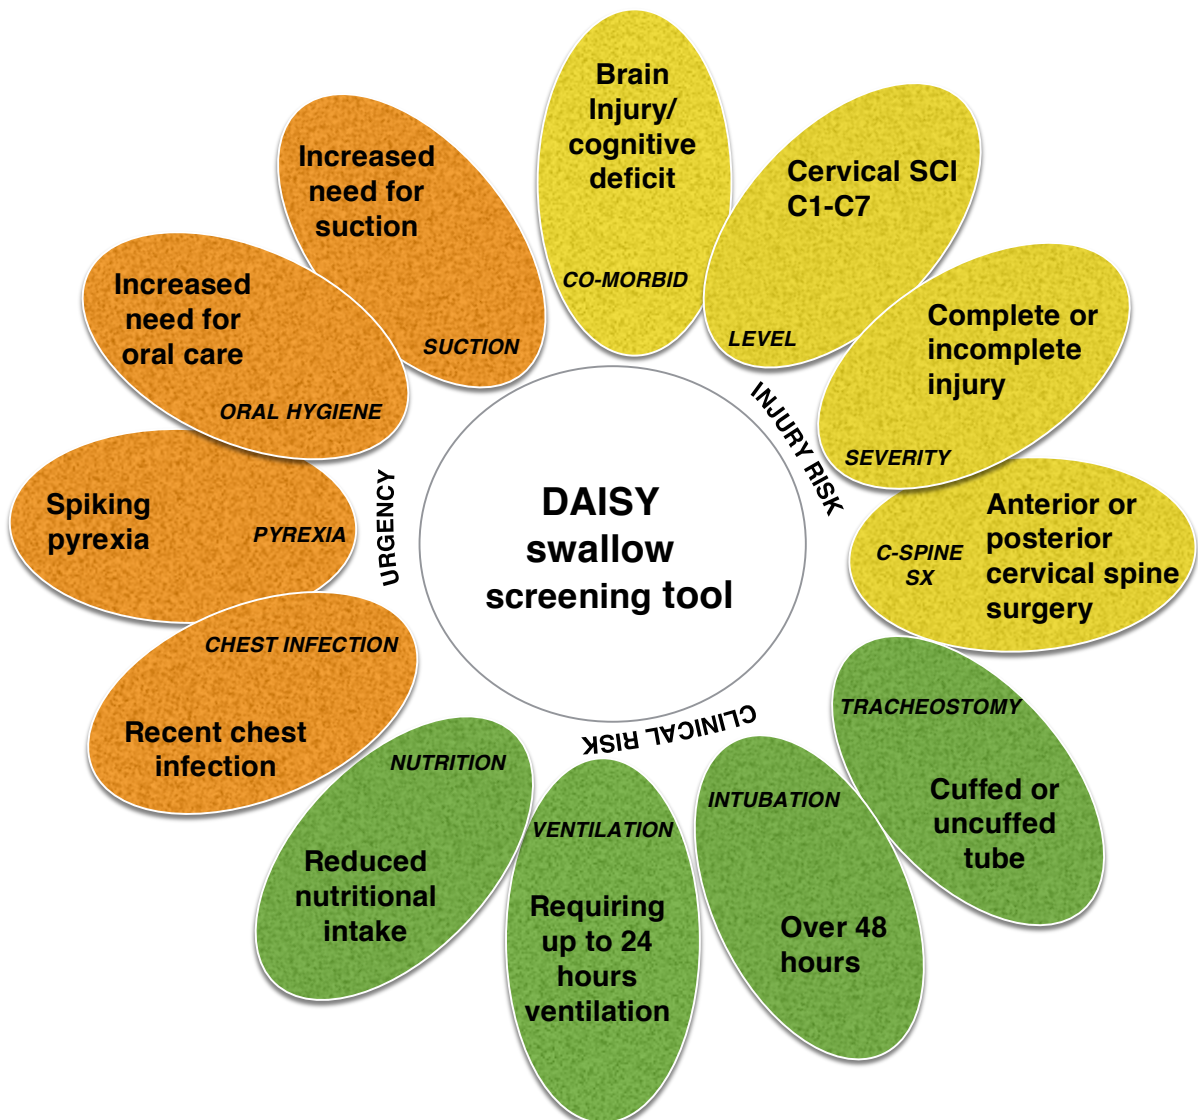 DAISY
swallow
screening tool
INJURY RISK
Brain
Injury/
cognitive
deficit
CO-MORBID
Cervical SCI
C1-C7
LEVEL
Complete or
incomplete
injury
SEVERITY
Anterior or
posterior
cervical spine
surgery
C-SPINE
SX
CLINICAL RISK
TRACHEOSTOMY
Cuffed or
uncuffed
tube
INTUBATION
Over 48
hours
VENTILATION
Requiring
up to 24
hours
ventilation
NUTRITION
Reduced
nutritional
intake
URGENCY
CHEST INFECTION
Recent chest
infection
Spiking
pyrexia
PYREXIA
Increased
need for
oral care
ORAL HYGIENE
Increased
need for
suction
SUCTION